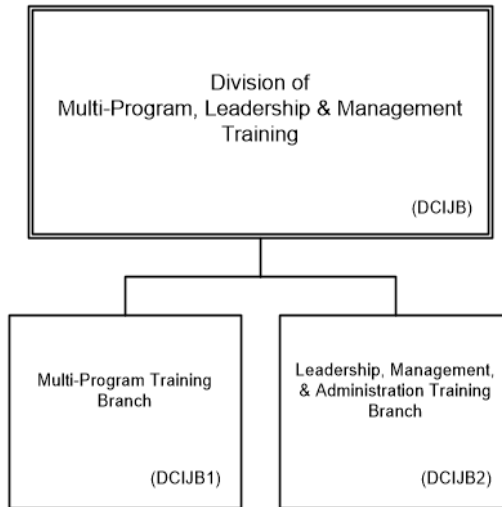 Division of
Multi-Program, Leadership & Management
Training
(DCIJB)
Multi-Program Training
Branch
(DCIJB1)
Leadership, Management,
& Administration Training
Branch
(DCIJB2)